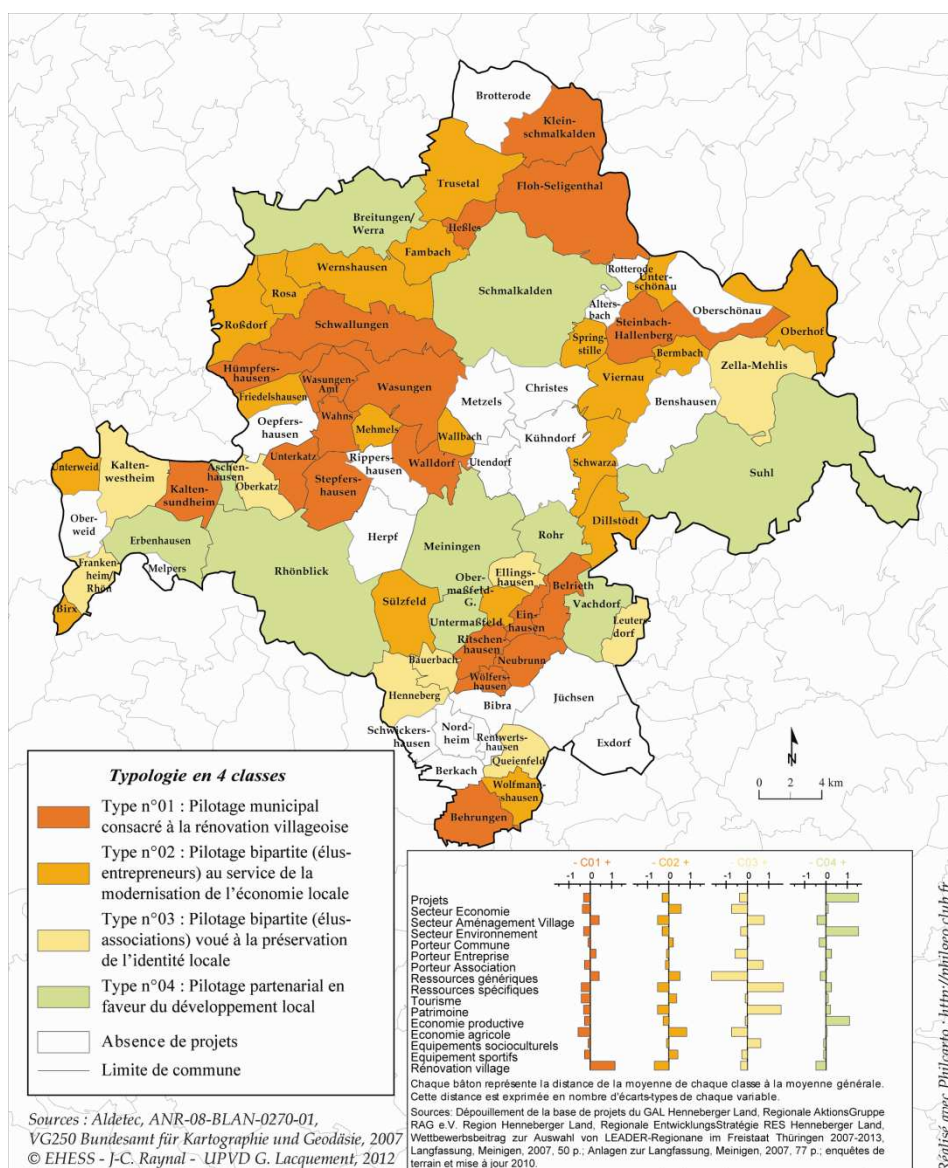 Brotterode
Klein-
schmalkalden
Trusetal
Floh-Seligenthal
Breitungen/
Werra
Heßles
Fambach
Wernshausen
Rosa
Rotterode
Unter-
schönau
Schmalkalden
Alters-
bach
Oberschönau
Roßdorf
Schwallungen
Steinbach-
Hallenberg
Oberhof
Spring-
stille
Bermbach
Zella-Mehlis
Hümpfers-
hausen
Wasungen-
Amt
Wasungen
Viernau
Friedelshausen
Christes
Metzels
Benshausen
Oepfers-
hausen
Wahns
Mehmels
Wallbach
Kühndorf
Unterkatz
Rippers-
hausen
Walldorf
Utendorf
Schwarza
Suhl
Unterweid
Kalten-
westheim
Aschen-
hausen
Oberkatz
Kalten-
sundheim
Stepfers-
hausen
Ober-
weid
Herpf
Dillstödt
Erbenhausen
Meiningen
Rohr
Melpers
Rhönblick
Franken-
heim/
Rhön
Ellings-
hausen
Ober-
maßfeld-
G.
Belrieth
Birx
Sülzfeld
Ein-
hausen
Vachdorf
Untermaßfeld
Leuters-
dorf
Ritschen-
hausen
Bauerbach
Neubrunn
Wölfers-
hausen
Henneberg
Bibra
Jüchsen
Schwickers-
hausen
Nord-
heim
Rentwerts-
hausen
Exdorf
Queienfeld
Berkach
Wolfmanns-
hausen
Behrungen
N
0 2 4 km
Typologie en 4 classes
Type n°01 : Pilotage municipal
consacré à la rénovation villageoise
Type n°02 : Pilotage bipartite (élus-
entrepreneurs) au service de la
modernisation de l'économie locale
Type n°03 : Pilotage bipartite (élus-
associations) voué à la préservation
de l'identité locale
Type n°04 : Pilotage partenarial en
faveur du développement local
Absence de projets
Limite de commune
Sources : Aldetec, ANR-08-BLAN-0270-01,
VG250 Bundesamt für Kartographie und Geodäsie, 2007
© EHESS - J-C. Raynal - UPVD G. Lacquement, 2012
- C01 + - C02 + - C03 + - C04 +
-1 1 -1 1 -1 1 -1 1
Projets
Secteur Economie
Secteur Aménagement Village
Secteur Environnement
Porteur Commune
Porteur Entreprise
Porteur Association
Ressources génériques
Ressources spécifiques
Tourisme
Patrimoine
Economie productive
Economie agricole
Equipements socioculturels
Equipement sportifs
Rénovation village
Chaque bâton représente la distance de la moyenne de chaque classe à la moyenne générale.
Cette distance est exprimée en nombre d'écarts-types de chaque variable.
Sources: Dépouillement de la base de projets du GAL Henneberger Land, Regionale AktionsGruppe
RAG e.V. Region Henneberger Land, Regionale EntwicklungsStratégie RES Henneberger Land,
Wettbewerbsbeitrag zur Auswahl von LEADER-Regionane im Freistaat Thüringen 2007-2013,
Langfassung, Meinigen, 2007, 50 p.; Anlagen zur Langfassung, Meinigen, 2007, 77 p.; enquêtes de
terrain et mise à jour 2010.
avec Philcarto : http://philgeo.club.fr